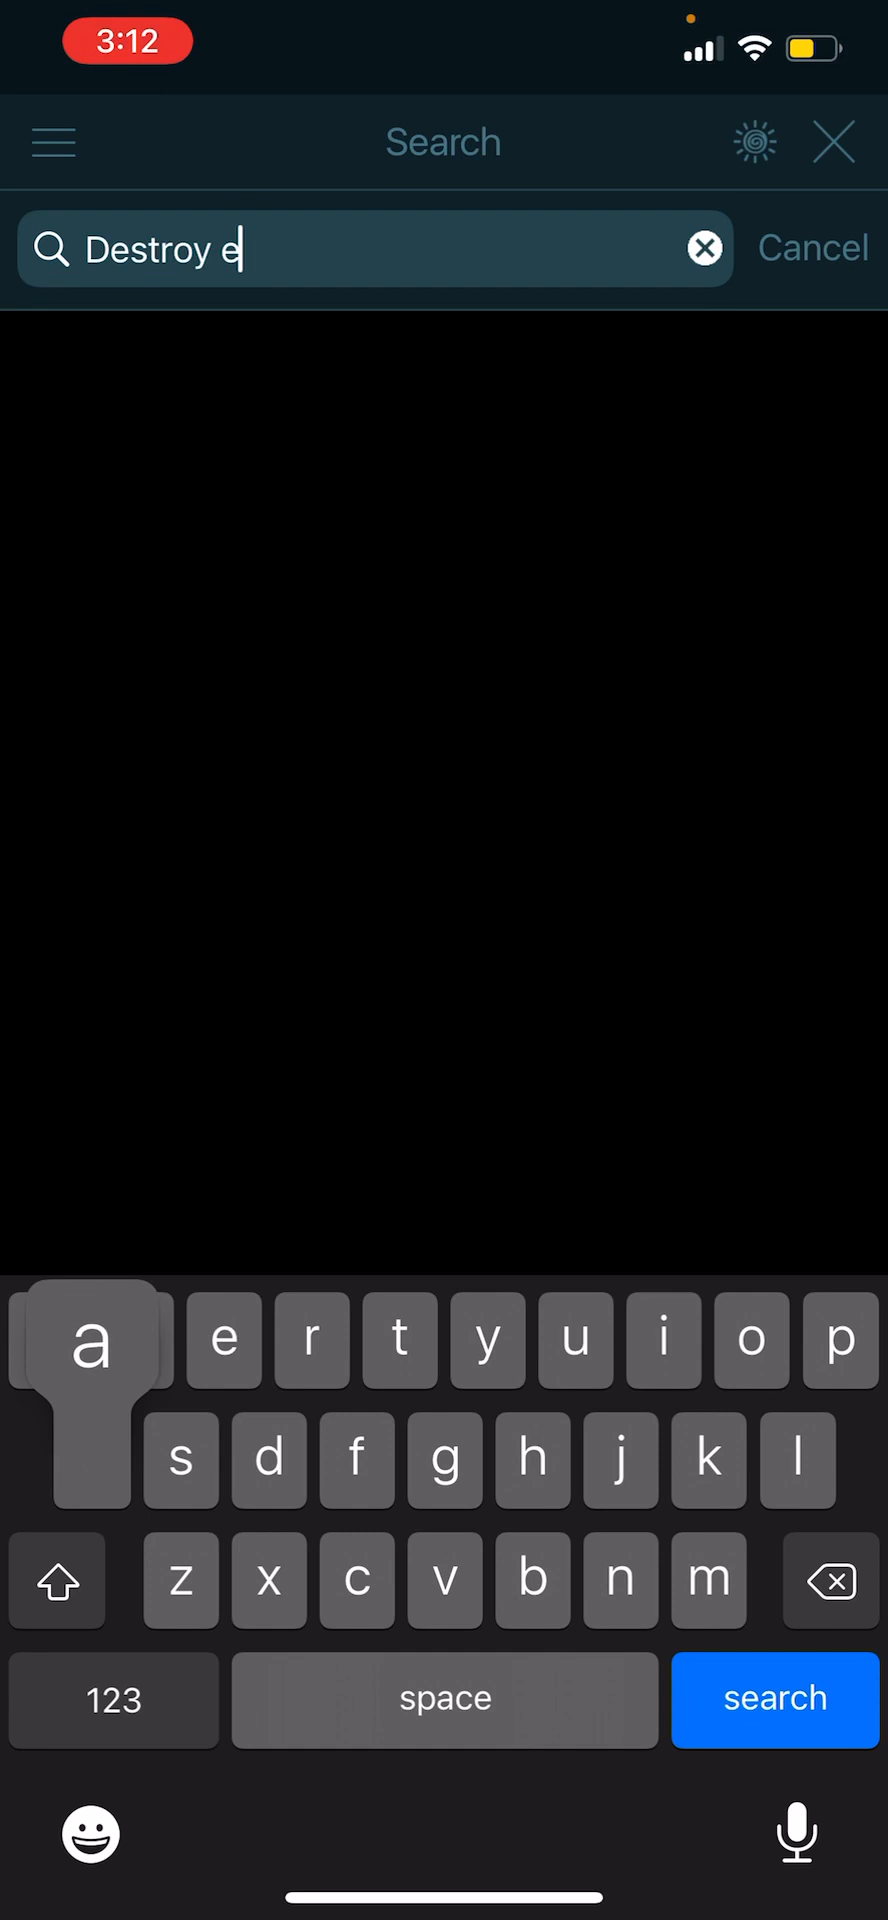 3:12
Search
Destroy e
Cancel
a e r t y u i o p
s d f g h j k l
z x c v b n m
123 space search